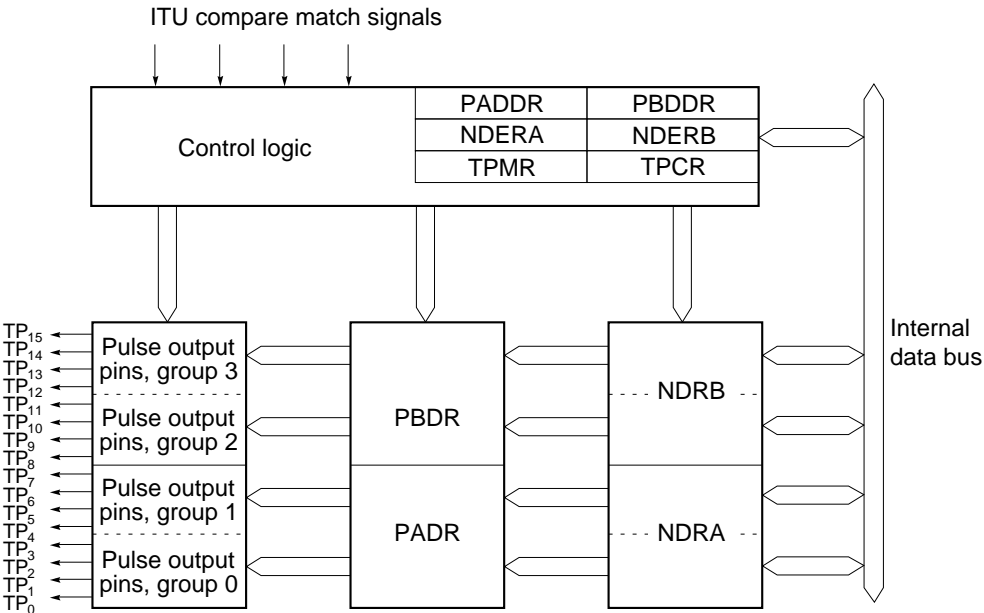 ITU compare match signals
PADDR PBDDR
Control logic NDERA NDERB
TPMR TPCR
Internal
data bus
TP15
TP14
TP13
TP12
TP11
TP10
TP9
TP8
TP7
TP6
TP5
TP4
TP3
TP2
TP1
TP0
Pulse output
pins, group 3
Pulse output
pins, group 2
Pulse output
pins, group 1
Pulse output
pins, group 0
PBDR
PADR
NDRB
NDRA